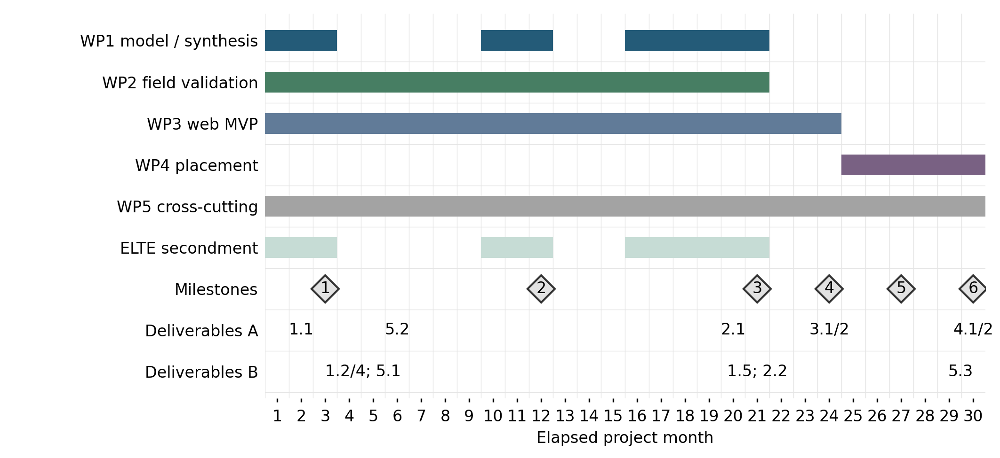 WP1 model / synthesis
WP2 field validation
WP3 web MVP
WP4 placement
WP5 cross-cutting
ELTE secondment
Milestones 1 2 3 4 5 6
Deliverables A 1.1 5.2 2.1 3.1/2 4.1/2
Deliverables B 1.2/4; 5.1 1.5; 2.2 5.3
1 2 3 4 5 6 7 8 9 10 11 12 13 14 15 16 17 18 19 20 21 22 23 24 25 26 27 28 29 30
Elapsed project month